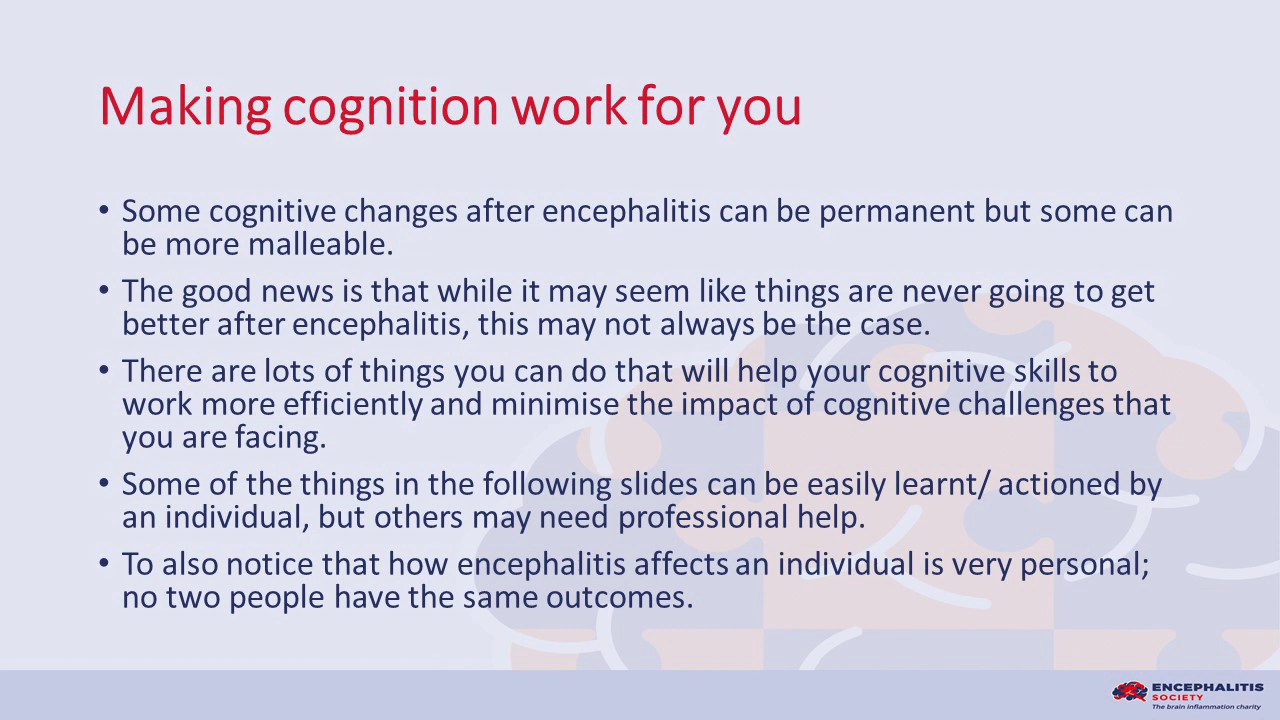 Making cognition work for you
• Some cognitive changes after encephalitis can be permanent but some can
be more malleable.
• The good news is that while it may seem like things are never going to get
better after encephalitis, this may not always be the case.
• There are lots of things you can do that will help your cognitive skills to
work more efficiently and minimise the impact of cognitive challenges that
you are facing.
• Some of the things in the following slides can be easily learnt/ actioned by
an individual, but others may need professional help.
• To also notice that how encephalitis affects an individual is very personal;
no two people have the same outcomes.
ENCEPHALITIS
SOCIETY
The brain inflammation charity